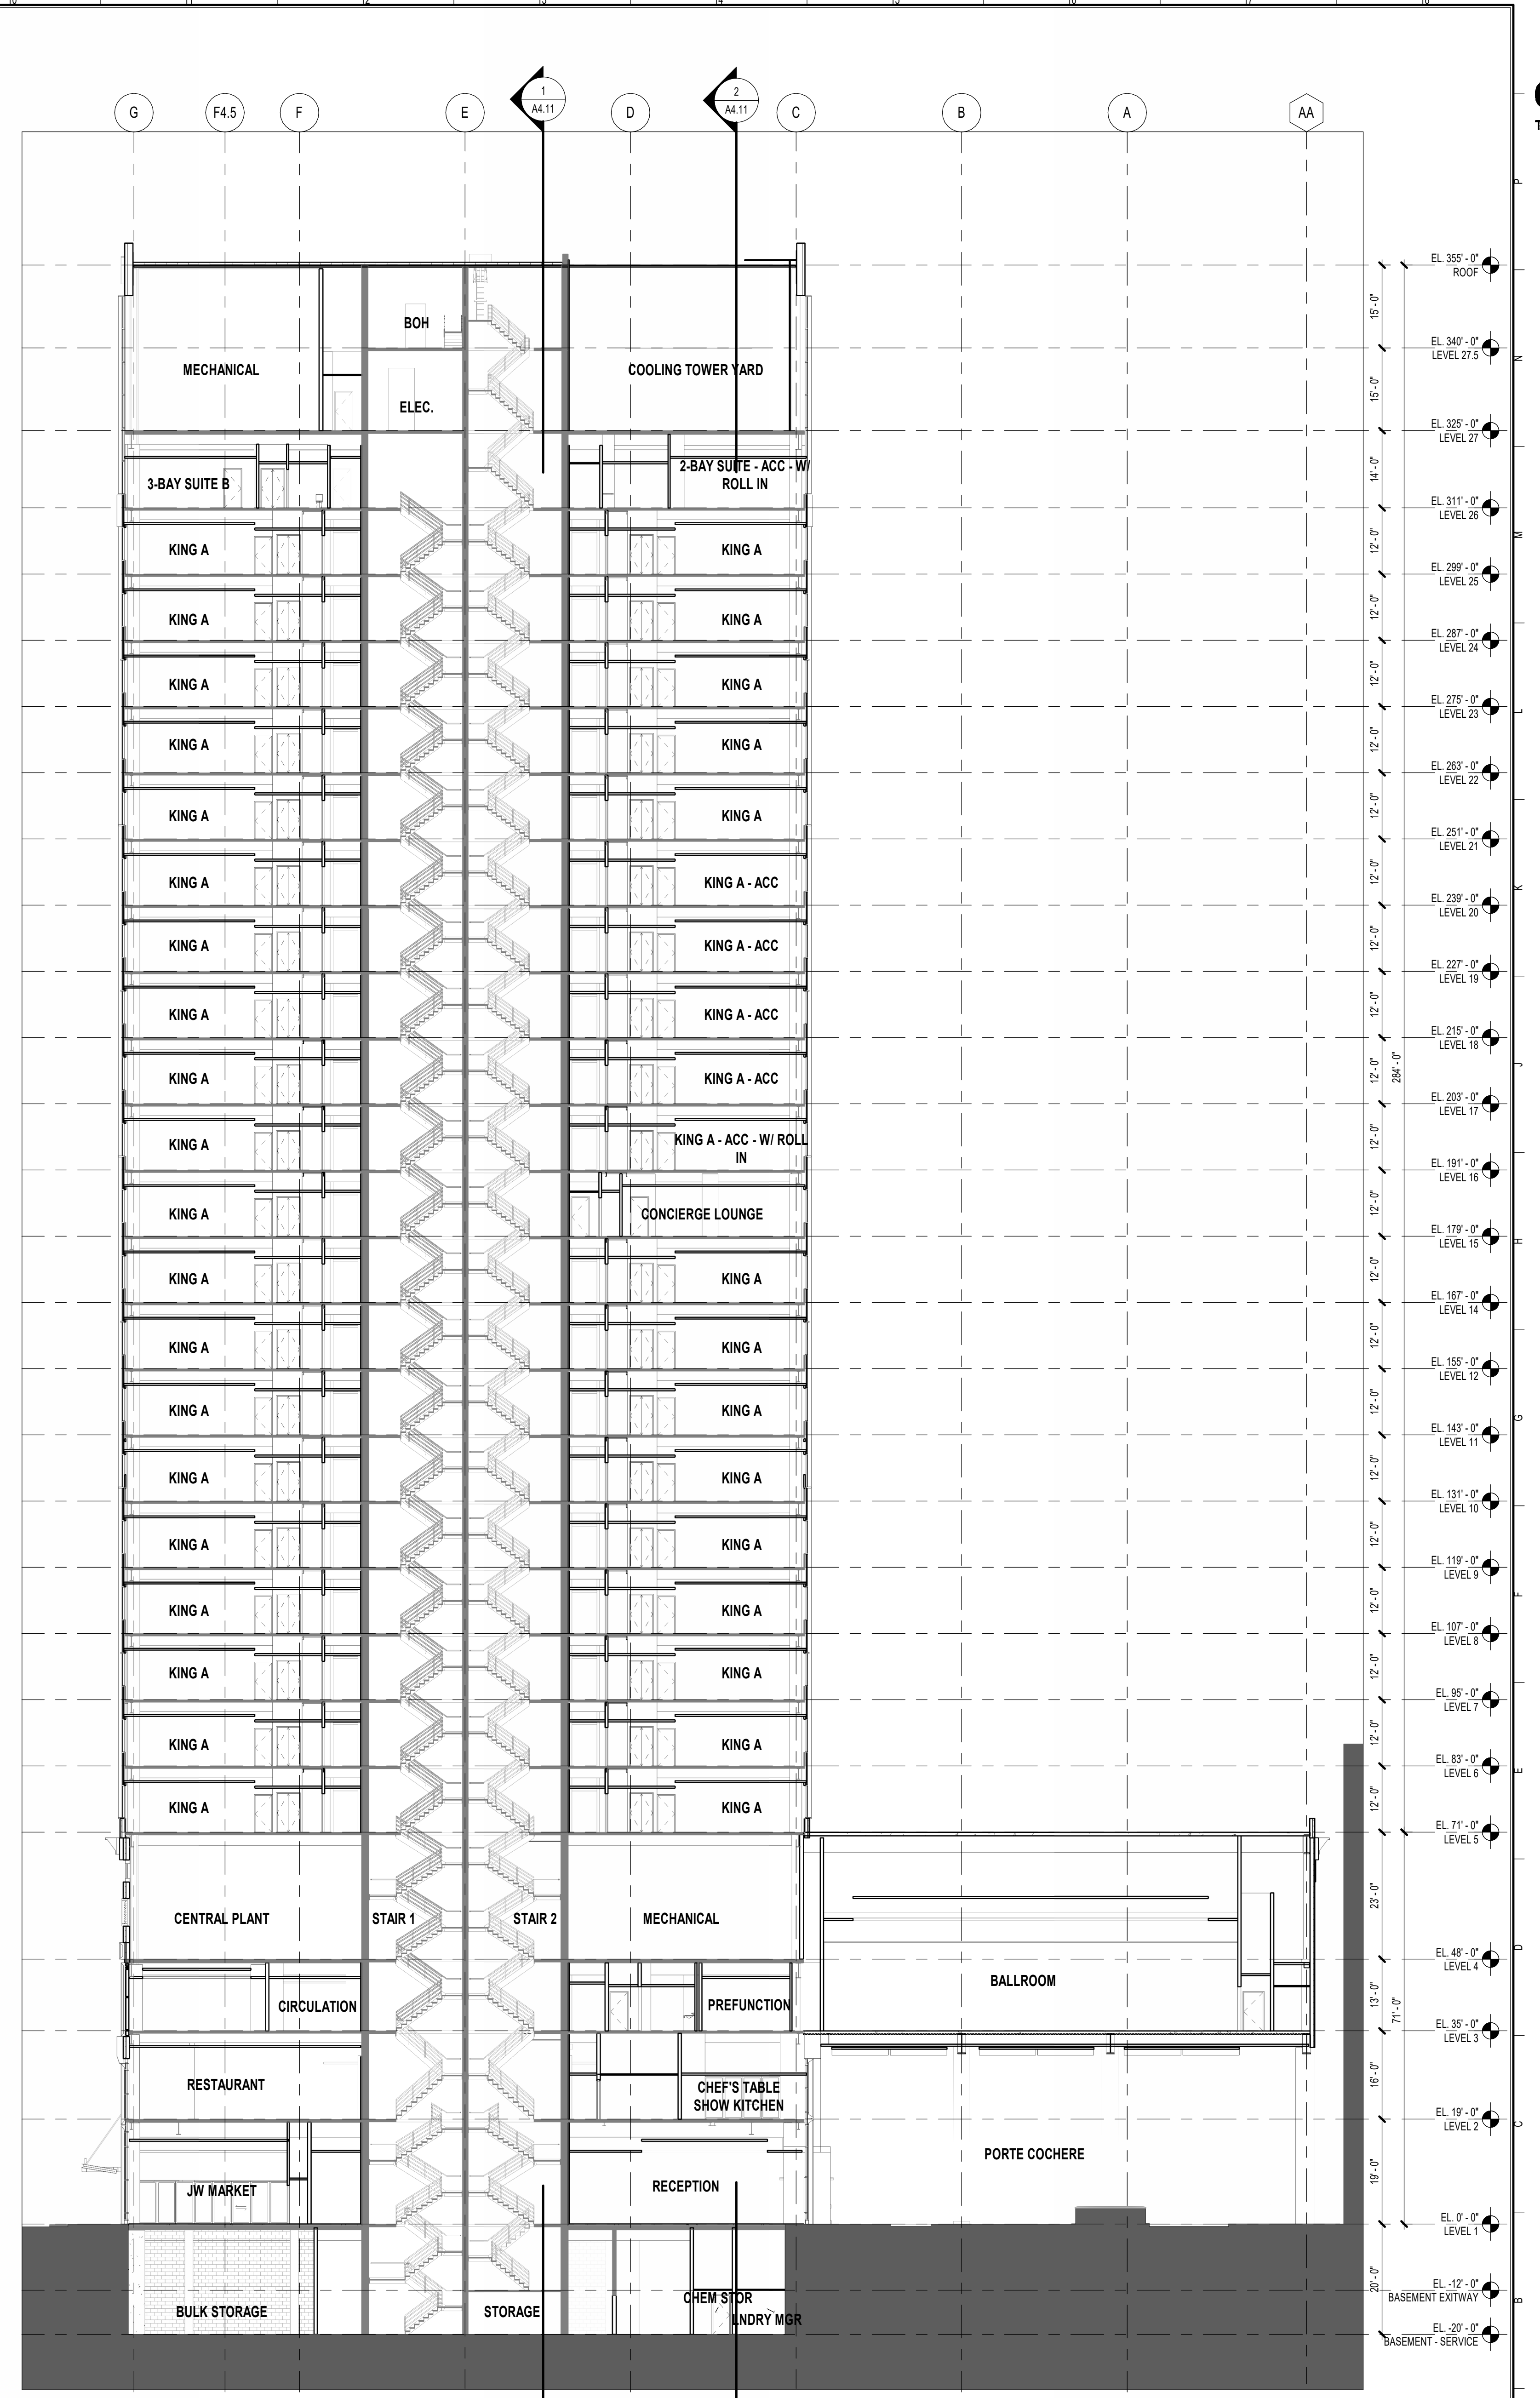 1
A4.11
2
A4.11
G
F4.5
F
E
D
C
B
A
AA
P
EL. 355' - 0"
ROOF
15' - 0"
BOH
EL. 340' - 0"
LEVEL 27.5
N
MECHANICAL
COOLING TOWER YARD
15' - 0"
ELEC.
EL. 325' - 0"
LEVEL 27
2-BAY SUITE - ACC - W/
ROLL IN
3-BAY SUITE B
14' - 0"
EL. 311' - 0"
LEVEL 26
M
KING A
KING A
12' - 0"
EL. 299' - 0"
LEVEL 25
KING A
KING A
12' - 0"
EL. 287' - 0"
LEVEL 24
KING A
KING A
12' - 0"
EL. 275' - 0"
LEVEL 23
L
KING A
KING A
12' - 0"
EL. 263' - 0"
LEVEL 22
KING A
KING A
12' - 0"
EL. 251' - 0"
LEVEL 21
KING A
KING A - ACC
12' - 0"
K
EL. 239' - 0"
LEVEL 20
KING A
KING A - ACC
12' - 0"
EL. 227' - 0"
LEVEL 19
KING A
KING A - ACC
12' - 0"
EL. 215' - 0"
LEVEL 18
KING A
KING A - ACC
12' - 0"
284' - 0"
J
EL. 203' - 0"
LEVEL 17
KING A
KING A - ACC - W/ ROLL
IN
12' - 0"
EL. 191' - 0"
LEVEL 16
KING A
CONCIERGE LOUNGE
12' - 0"
EL. 179' - 0"
LEVEL 15
H
KING A
KING A
12' - 0"
EL. 167' - 0"
LEVEL 14
KING A
KING A
12' - 0"
EL. 155' - 0"
LEVEL 12
KING A
KING A
12' - 0"
G
EL. 143' - 0"
LEVEL 11
KING A
KING A
12' - 0"
EL. 131' - 0"
LEVEL 10
KING A
KING A
12' - 0"
EL. 119' - 0"
LEVEL 9
F
KING A
KING A
12' - 0"
EL. 107' - 0"
LEVEL 8
KING A
KING A
12' - 0"
EL. 95' - 0"
LEVEL 7
KING A
KING A
12' - 0"
EL. 83' - 0"
LEVEL 6
E
KING A
KING A
12' - 0"
EL. 71' - 0"
LEVEL 5
CENTRAL PLANT
STAIR 1
STAIR 2
MECHANICAL
23' - 0"
D
EL. 48' - 0"
LEVEL 4
BALLROOM
CIRCULATION
PREFUNCTION
13' - 0"
71' - 0"
EL. 35' - 0"
LEVEL 3
RESTAURANT
CHEF'S TABLE
SHOW KITCHEN
16' - 0"
EL. 19' - 0"
LEVEL 2
C
PORTE COCHERE
JW MARKET
RECEPTION
19' - 0"
EL. 0' - 0"
LEVEL 1
20' - 0"
EL. -12' - 0"
BASEMENT EXITWAY
B
BULK STORAGE
STORAGE
CHEM STOR
LNDRY MGR
EL. -20' - 0"
BASEMENT - SERVICE